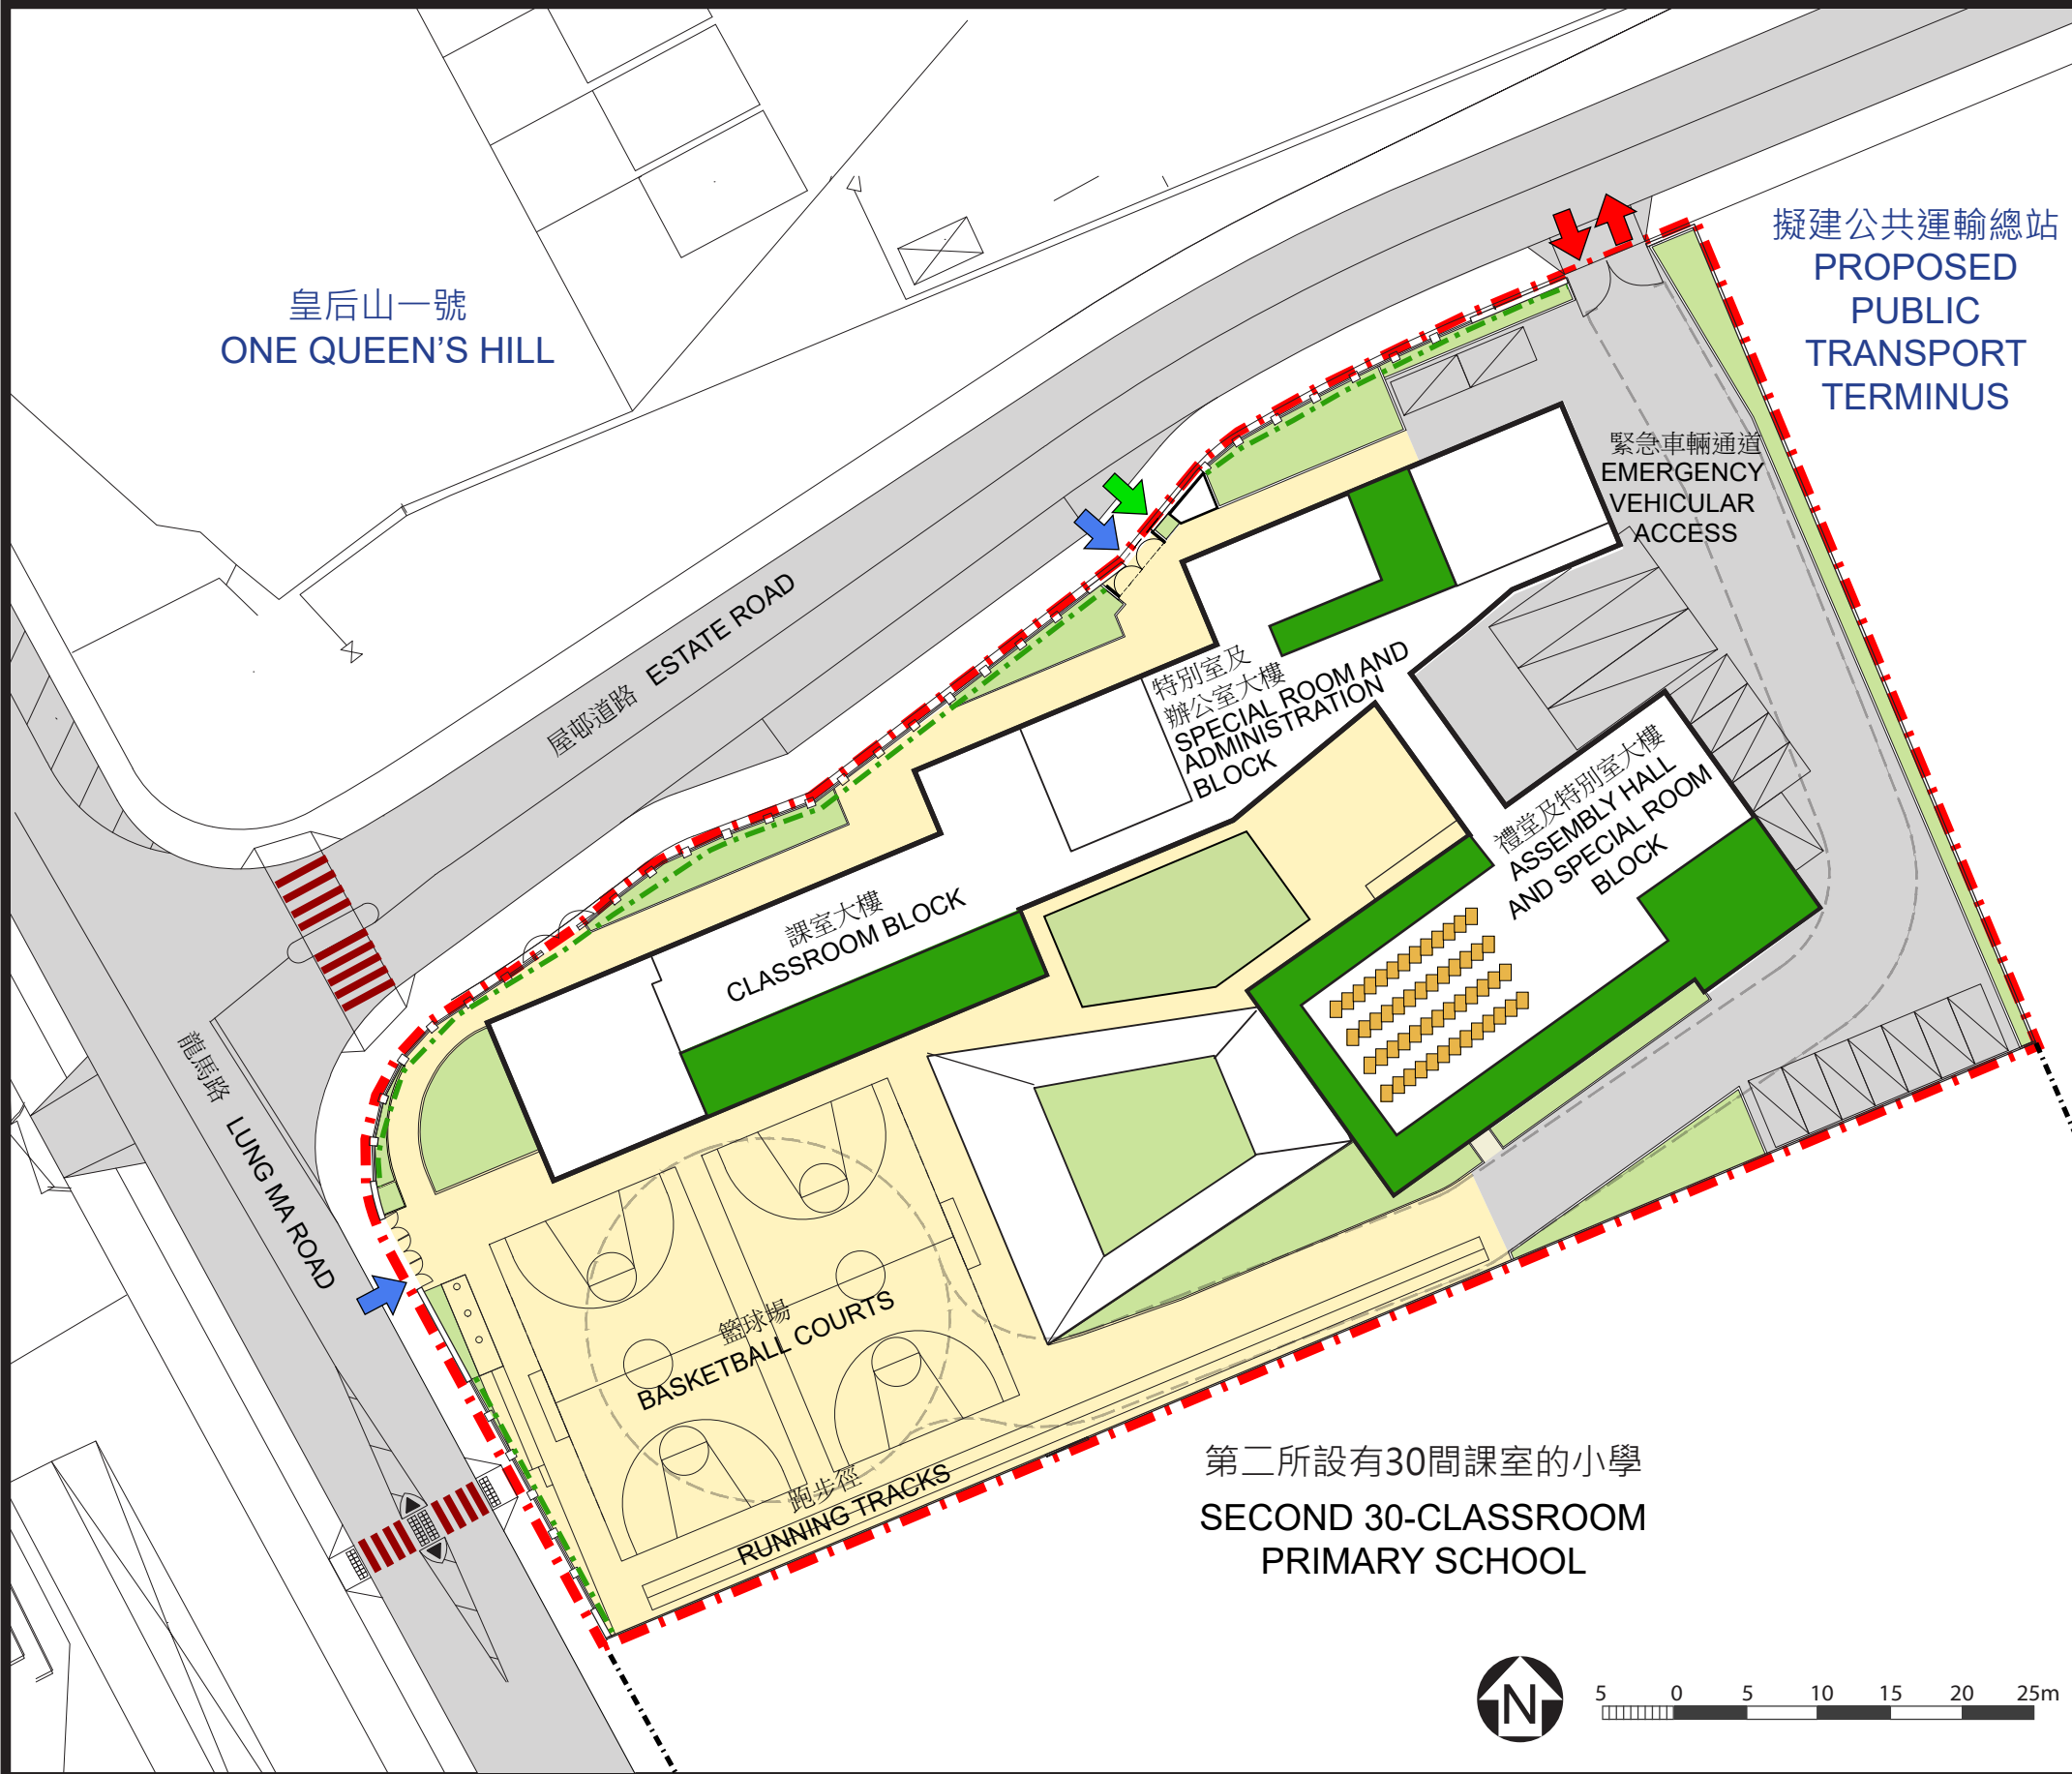 擬建公共運輸總站
PROPOSED
PUBLIC
TRANSPORT
TERMINUS
皇后山一號
ONE QUEEN'S HILL
緊急車輛通道
EMERGENCY
VEHICULAR
ACCESS
屋邨道路 ESTATE ROAD
特別室及
辦公室大樓
SPECIAL ROOM AND
ADMINISTRATION
BLOCK
禮堂及特別室大樓
ASSEMBLY HALL
AND SPECIAL ROOM
BLOCK
課室大樓
CLASSROOM BLOCK
龍馬路 LUNG MA ROAD
籃球場
BASKETBALL COURTS
跑步徑
RUNNING TRACKS
第二所設有30間課室的小學
SECOND 30-CLASSROOM
PRIMARY SCHOOL
N
5 0 5 10 15 20 25m